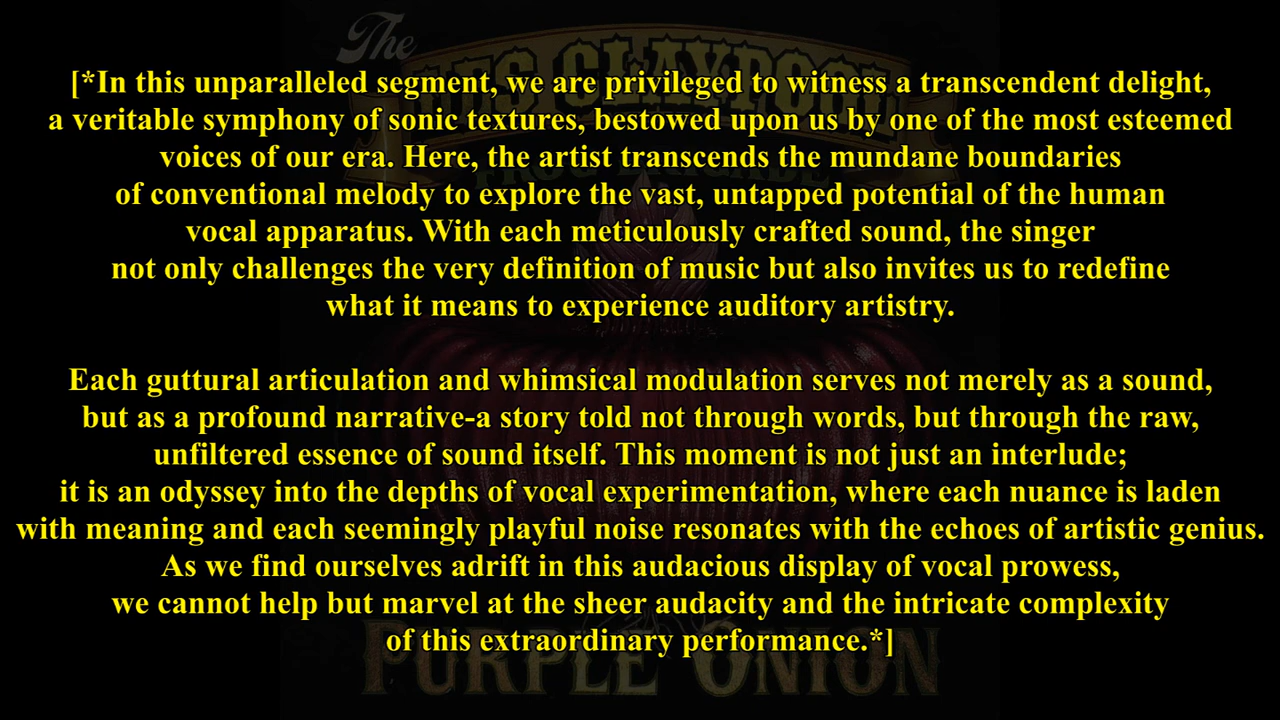 The
LES CLAYPOOL
FROG BRIGADE
[*In this unparalleled segment, we are privileged to witness a transcendent delight,
a veritable symphony of sonic textures, bestowed upon us by one of the most esteemed
voices of our era. Here, the artist transcends the mundane boundaries
of conventional melody to explore the vast, untapped potential of the human
vocal apparatus. With each meticulously crafted sound, the singer
not only challenges the very definition of music but also invites us to redefine
what it means to experience auditory artistry.
Each guttural articulation and whimsical modulation serves not merely as a sound,
but as a profound narrative-a story told not through words, but through the raw,
unfiltered essence of sound itself. This moment is not just an interlude;
it is an odyssey into the depths of vocal experimentation, where each nuance is laden
with meaning and each seemingly playful noise resonates with the echoes of artistic genius.
As we find ourselves adrift in this audacious display of vocal prowess,
we cannot help but marvel at the sheer audacity and the intricate complexity
of this extraordinary performance.*]
PURPLE ONION